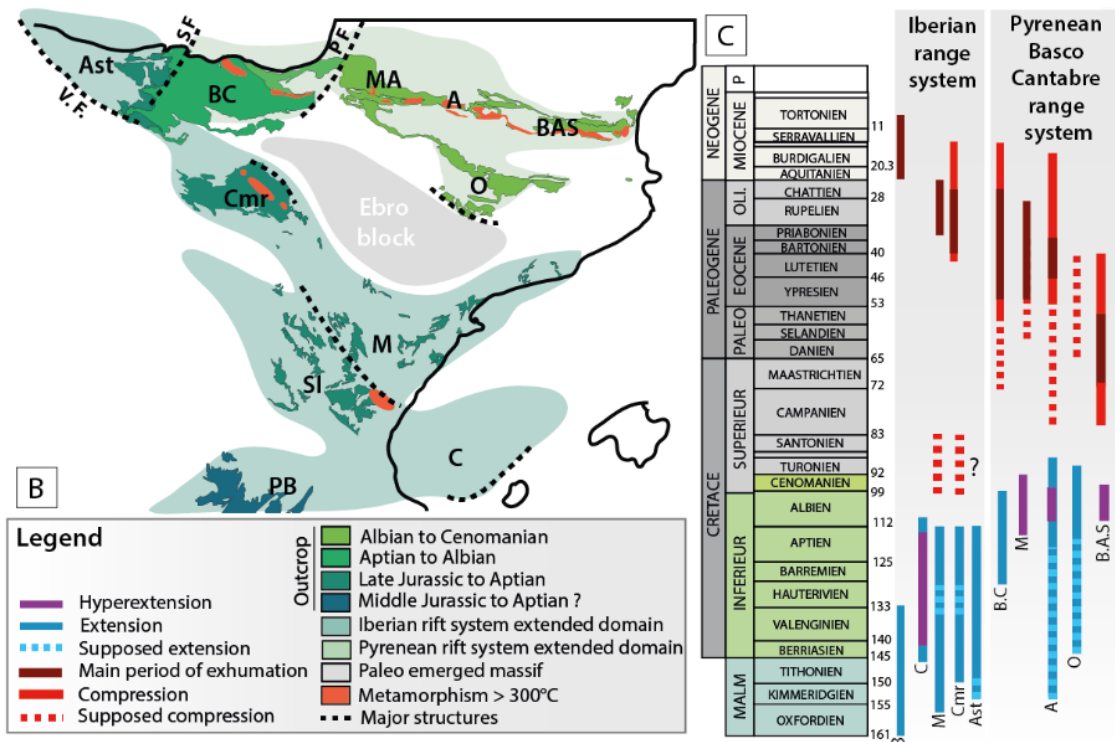 S.F
P.F
Ast
V.F.
BC
MA
A
BAS
O
Cmr
Ebro
block
M
SI
C
PB
B
Legend
Hyperextension
Extension
Supposed extension
Main period of exhumation
Compression
Supposed compression
Outcrop
Albian to Cenomanian
Aptian to Albian
Late Jurassic to Aptian
Middle Jurassic to Aptian ?
Iberian rift system extended domain
Pyrenean rift system extended domain
Paleo emerged massif
Metamorphism > 300°C
Major structures
C
Iberian
range
system
Pyrenean
Basco
Cantabre
range
system
NEOGENE
PALEOGENE
CRETACE
P
MIOCENE
OLI.
EOCENE
PALEO
SUPERIEUR
INFERIEUR
MALM
TORTONIEN
SERRAVALLIEN
BURDIGALIEN
AQUITANIEN
CHATTIEN
RUPELIEN
PRIABONIEN
BARTONIEN
LUTETIEN
YPRESIEN
THANETIEN
SELANDIEN
DANIEN
MAASTRICHTIEN
CAMPANIEN
SANTONIEN
TURONIEN
CENOMANIEN
ALBIEN
APTIEN
BARREMIEN
HAUTERIVIEN
VALENGINIEN
BERRIASIEN
TITHONIEN
KIMMERIDGIEN
OXFORDIEN
11
20.3
28
40
46
53
65
72
83
92
99
112
125
133
140
145
150
155
161
?
C
M
Cmr
Ast
B.C
M
A
O
B.A.S